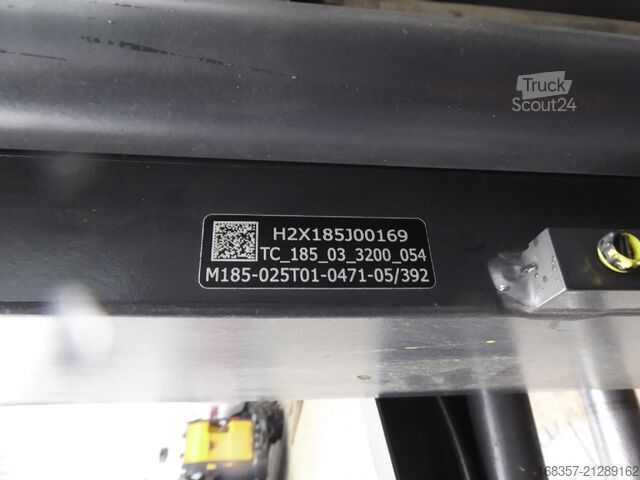 Truck
Scout24
H2X185J00169
TC_185_03_3200_054
M185-025T01-0471-05/392
168357-21289162